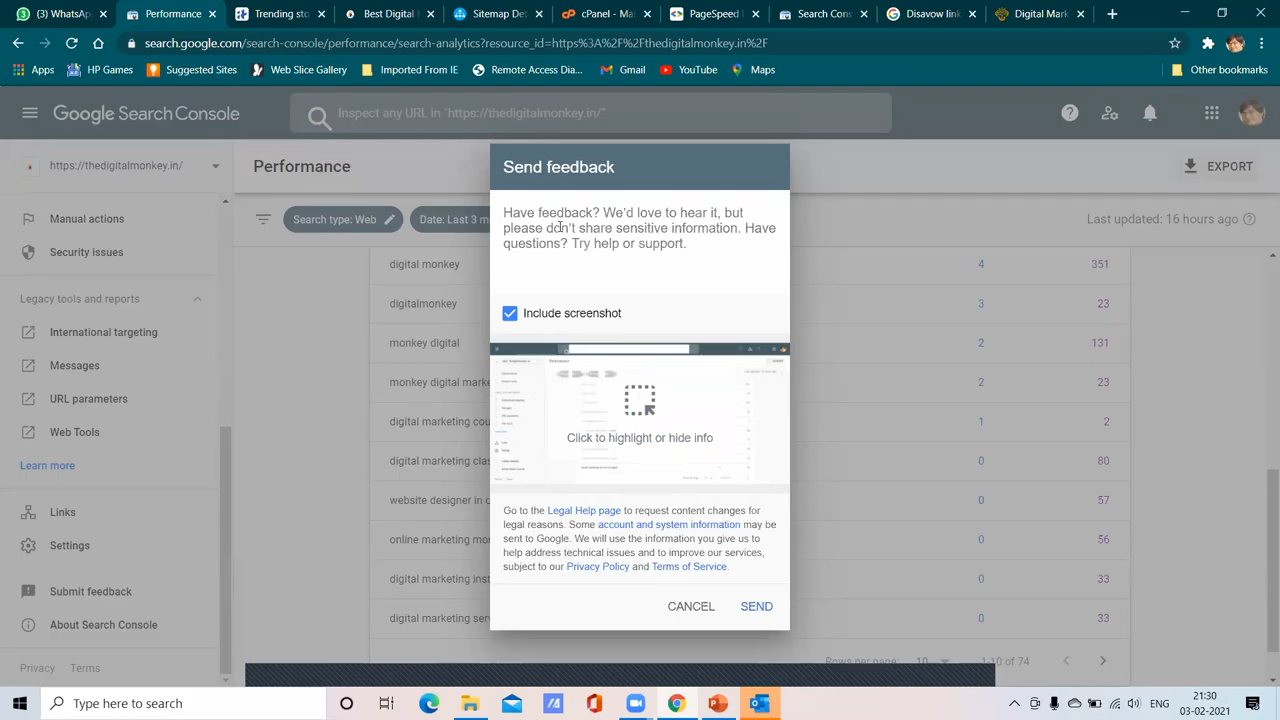 (3) W
(2) W
Domai
Sitemap
DA PA C
PageSpeed I
Search Cons
Disavow link
Digital Mark
search.google.com/search-console/performance/search-analytics?resource_id=https%3A%2F%2Fthedigitalmonkey.in%2F
Apps
HP Games
Suggested Sites
Web Slice Gallery
Imported From IE
Remote Access Dia...
Gmail
YouTube
Maps
Other bookmarks
Google Search Console
Inspect any URL in "https://thedigitalmonkey.in/"
https://thedigitalmonkey.in/
Performance
EXPORT
Manual actions
Security issues
Legacy tools and reports
International targeting
Messages
URL parameters
Web Tools
Learn more
Links
Settings
Submit feedback
About Search Console
Privacy Terms
Search type: Web
Date: Last 3 m
Last updated: 16 hours ago
digital monkey 4 351
digitalmonkey 3 23
monkey digital 2 131
monkey digital marke 2 28
digital marketing cou 1
digital marketing cla 0 80
website designer in c 0 57
online marketing mo 0 56
digital marketing inst 0 33
digital marketing serv 0 33
Rows per page: 10 1-10 of 74
Send feedback
Have feedback? We'd love to hear it, but
please don't share sensitive information. Have
questions? Try help or support.
Include screenshot
Click to highlight or hide info
Go to the Legal Help page to request content changes for
legal reasons. Some account and system information may be
sent to Google. We will use the information you give us to
help address technical issues and to improve our services,
subject to our Privacy Policy and Terms of Service.
CANCEL
SEND
Type here to search
ENG
21:30
03-02-2021